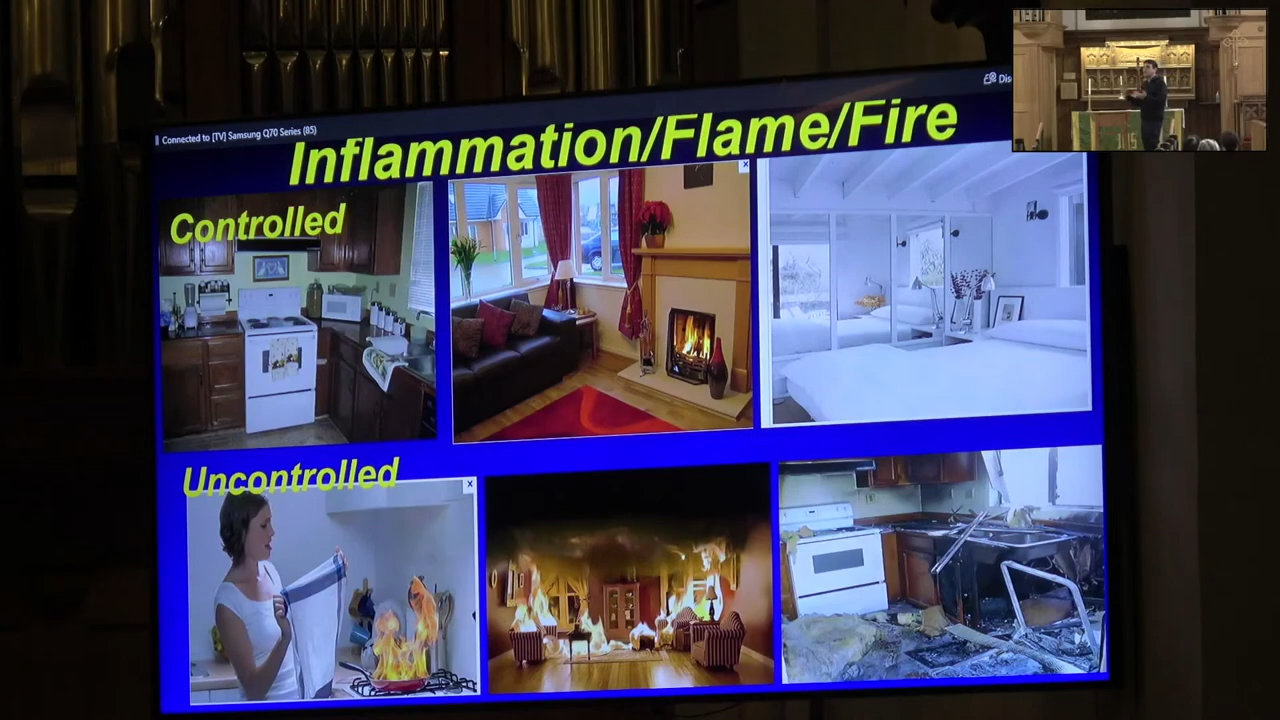 Connected to [TV] Samsung Q70 Series (85)
Inflammation/Flame/Fire
Controlled
Uncontrolled